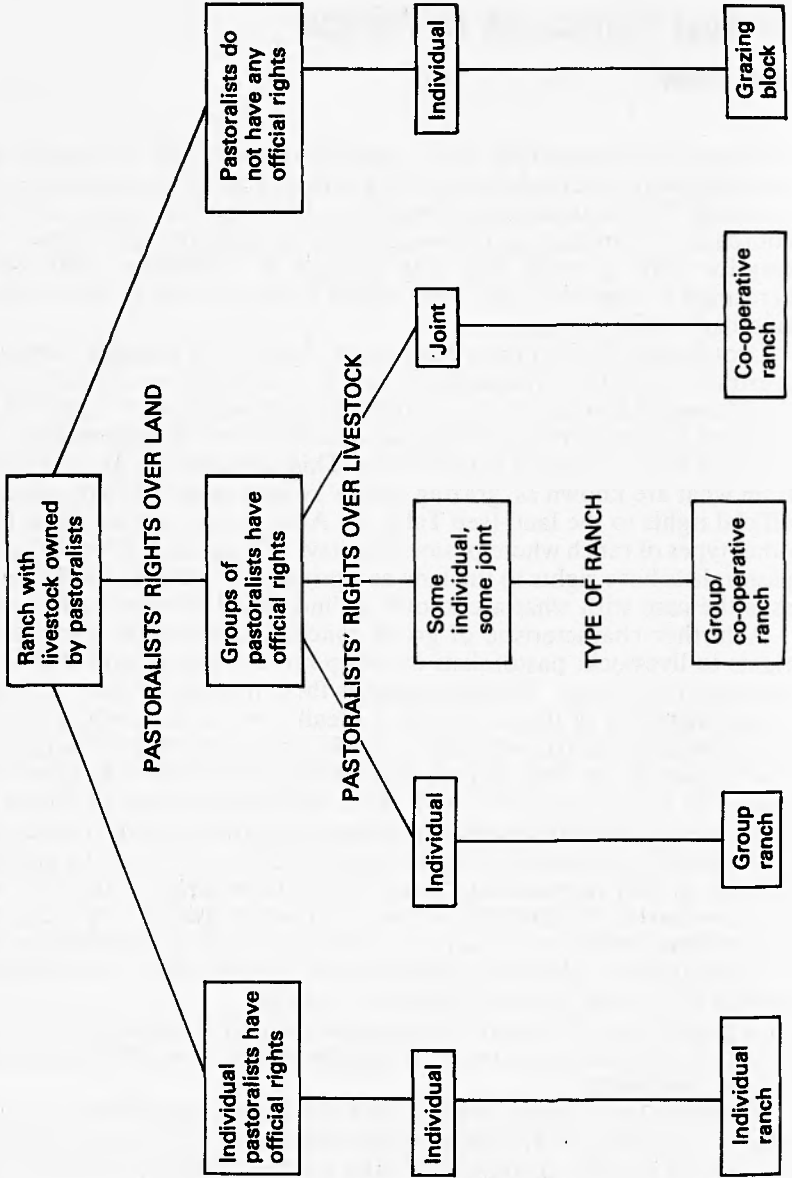 Ranch with
livestock owned
by pastoralists
PASTORALISTS' RIGHTS OVER LAND
Individual
pastoralists have
official rights
Groups of
pastoralists have
official rights
Pastoralists do
not have any
official rights
PASTORALISTS' RIGHTS OVER LIVESTOCK
Individual
Individual
Some
individual,
some joint
Joint
Individual
TYPE OF RANCH
Individual
ranch
Group
ranch
Group/
co-operative
ranch
Co-operative
ranch
Grazing
block